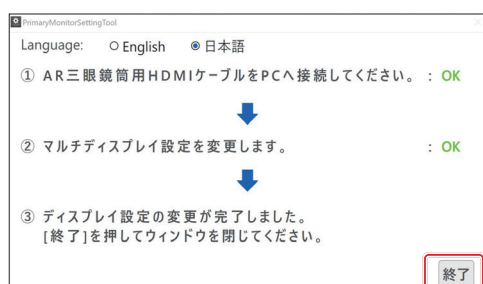 PrimaryMonitorSettingTool
Language: English 日本語
① AR三眼鏡筒用HDMIケーブルをPCへ接続してください。 : OK
② マルチディスプレイ設定を変更します。 : OK
③ ディスプレイ設定の変更が完了しました。
[終了]を押してウィンドウを閉じてください。
終了